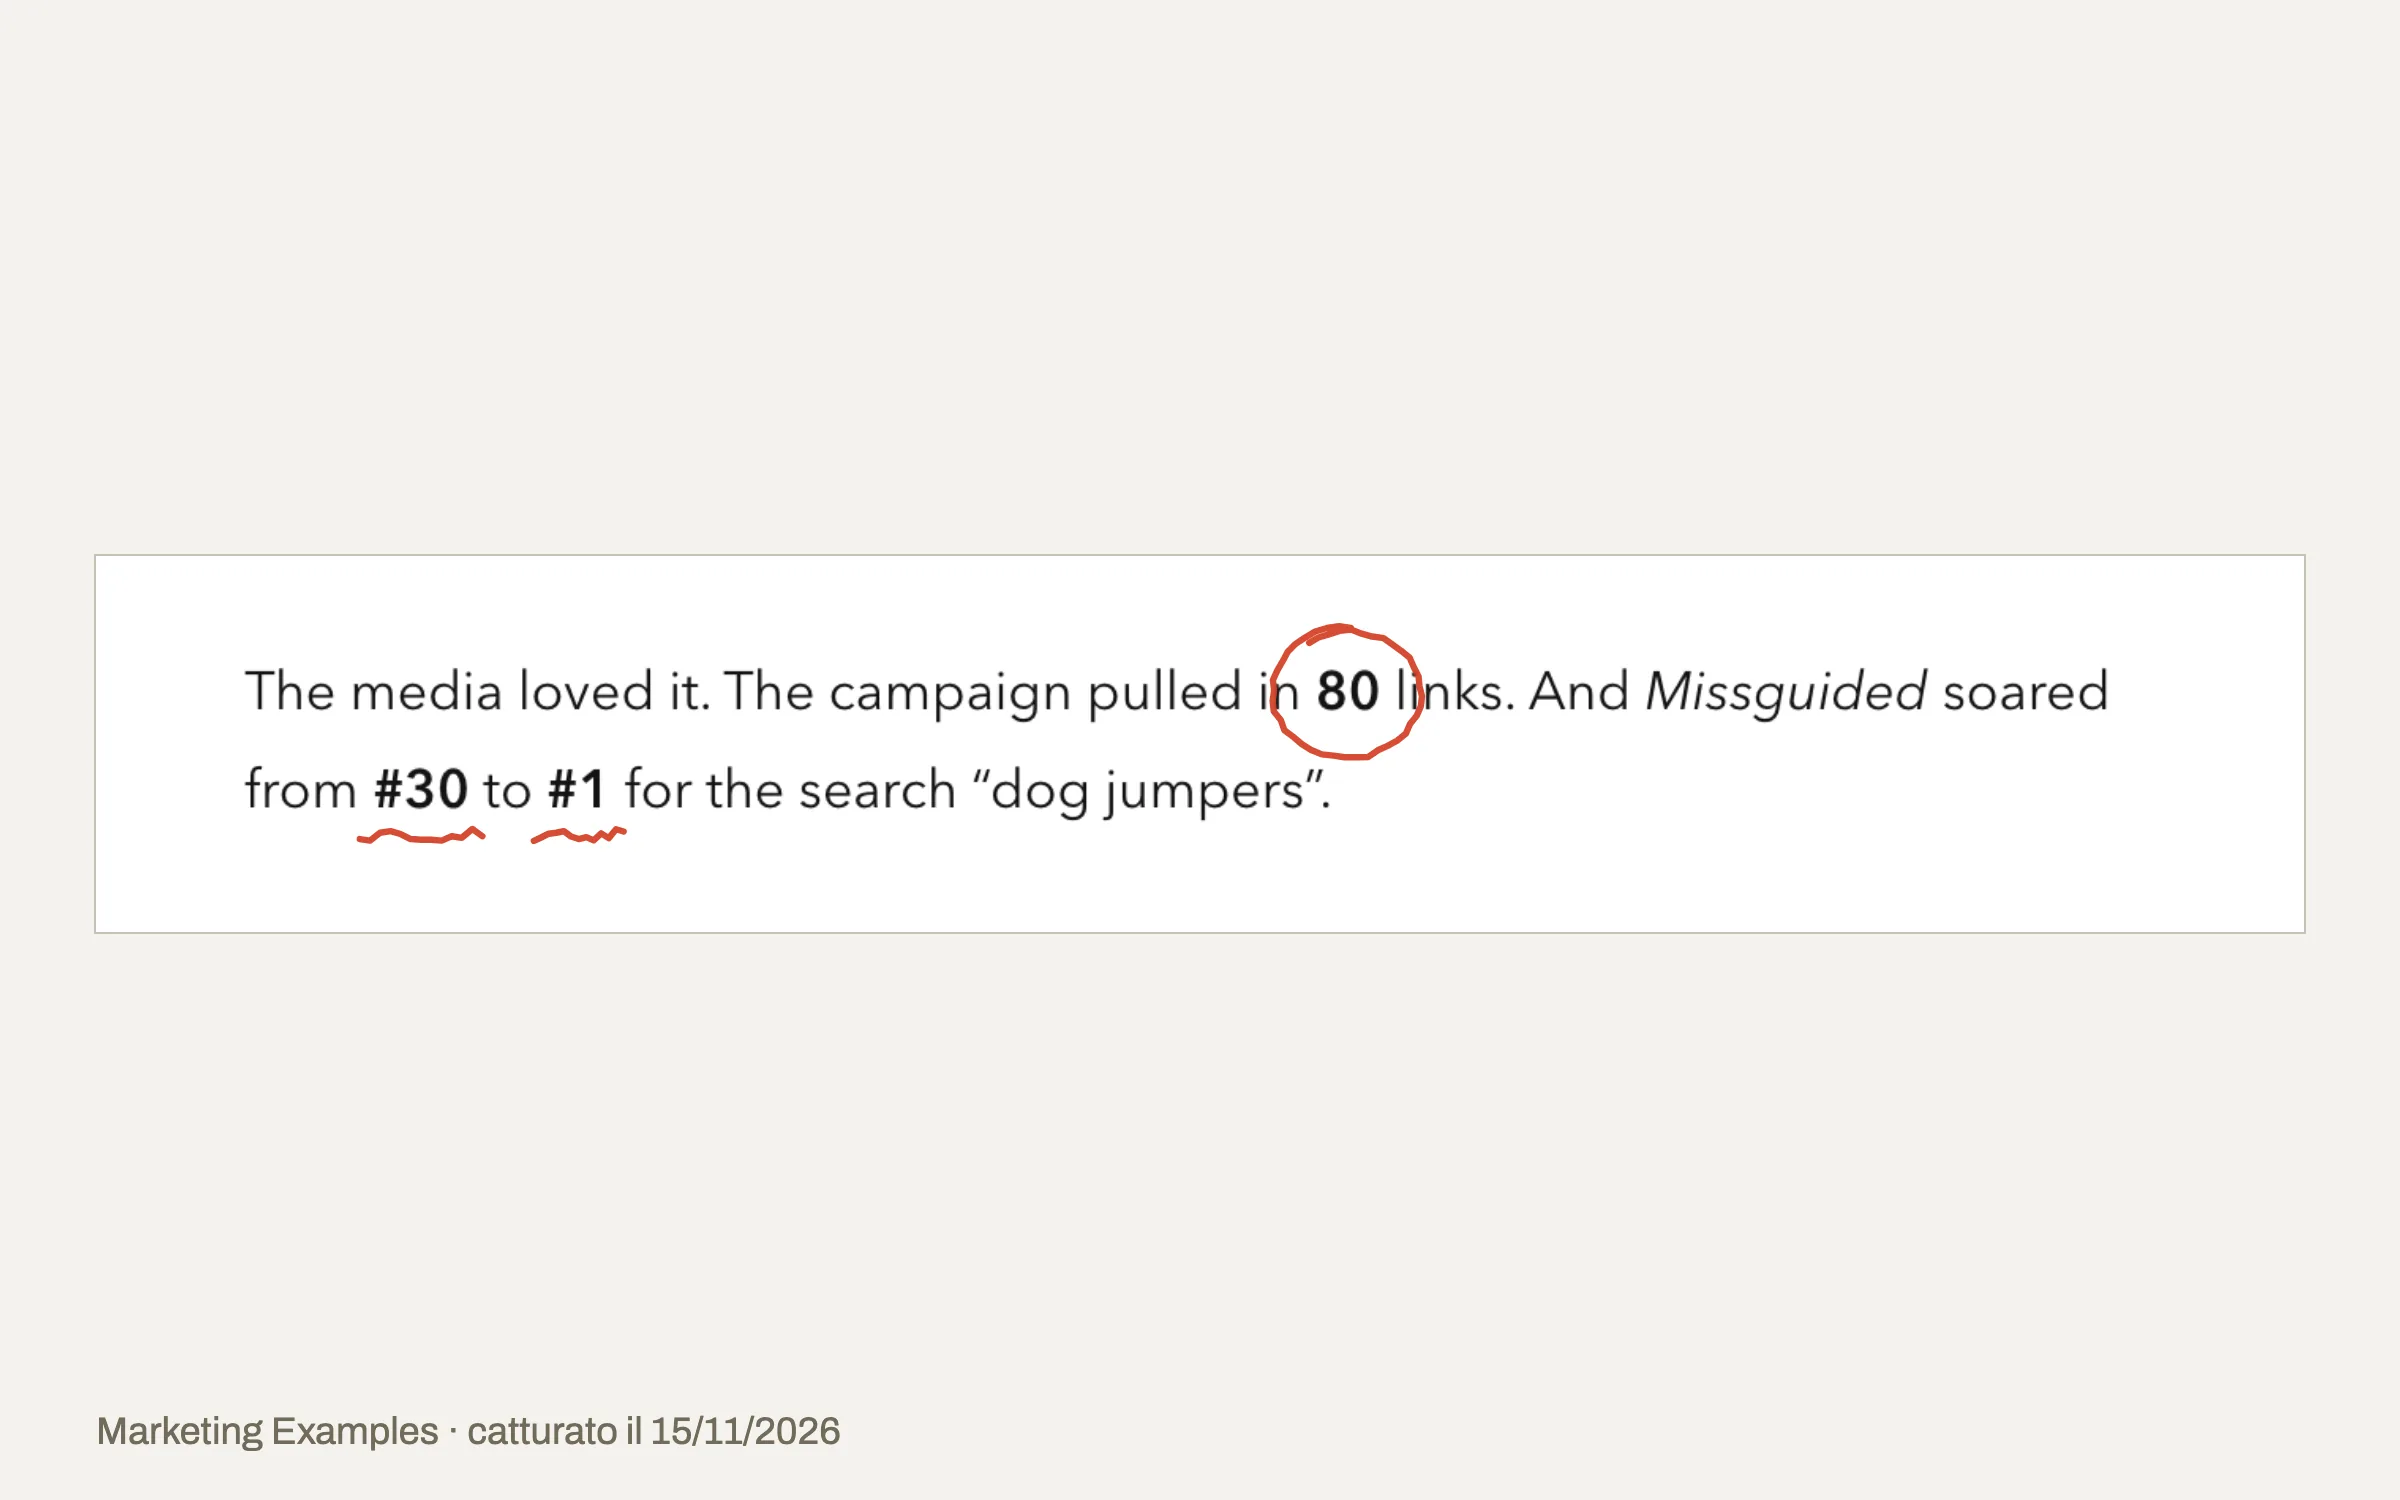 The media loved it. The campaign pulled in 80 links. And Missguided soared
from #30 to #1 for the search “dog jumpers”.
Marketing Examples · catturato il 15/11/2026